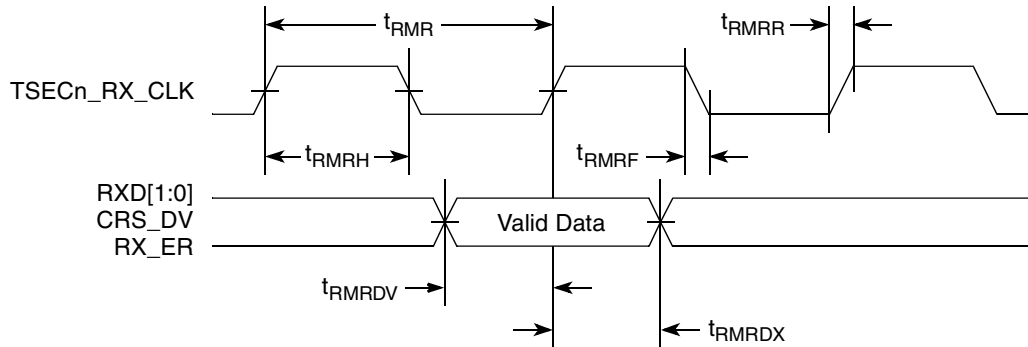 tRMR
tRMRR
TSECn_RX_CLK
tRMRH
tRMRF
RXD[1:0]
CRS_DV
RX_ER
Valid Data
tRMRDV
tRMRDX